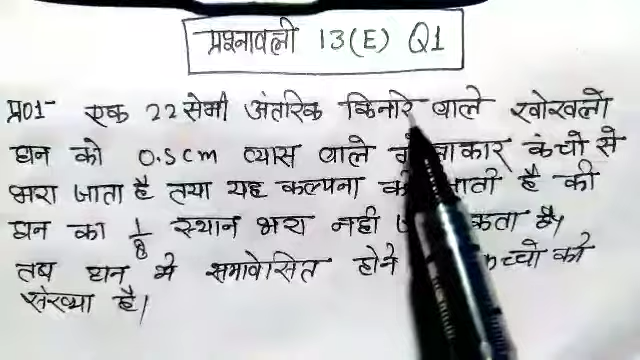 प्रश्नावली 13(E) Q1
प्र01- एक 22 सेमी आंतरिक किनारे वाले खोखले
घन को 0.5cm व्यास वाले कंचो से
भरा जाता है तथा यह कल्पना जाती है की
घन का 1/8 स्थान भरा नही है।
तब घन मे समावेसित होने को
संख्या है।